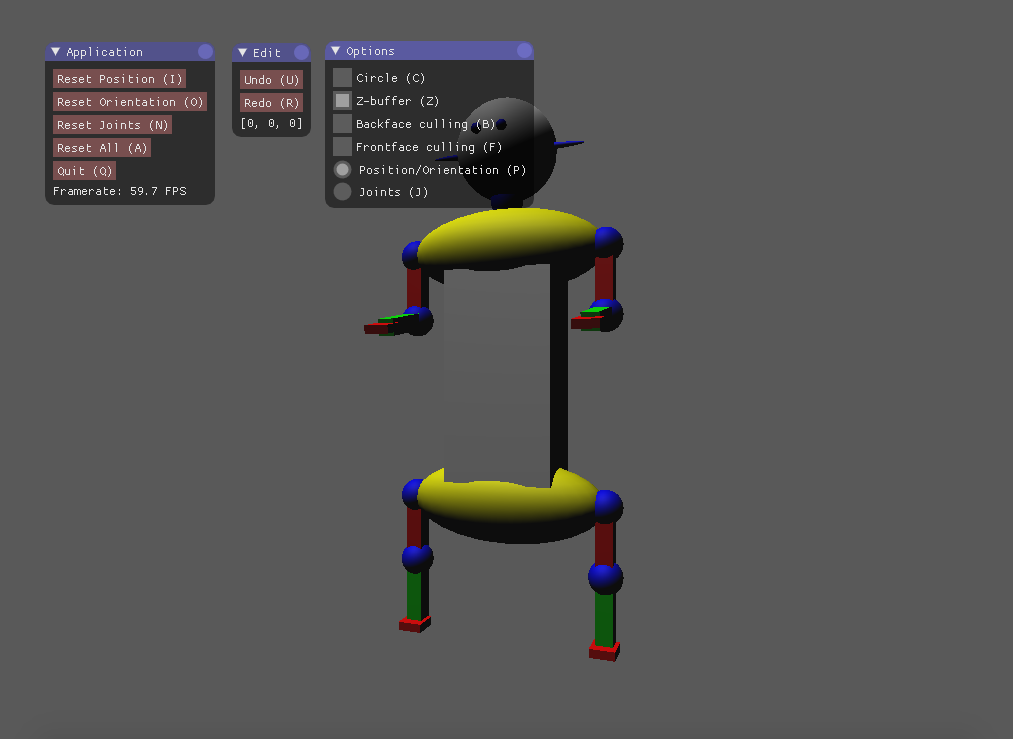 Application
Reset Position (I)
Reset Orientation (O)
Reset Joints (N)
Reset All (A)
Quit (Q)
Framerate: 59.7 FPS
Edit
Undo (U)
Redo (R)
[0, 0, 0]
Options
Circle (C)
Z-buffer (Z)
Backface culling (B)
Frontface culling (F)
Position/Orientation (P)
Joints (J)